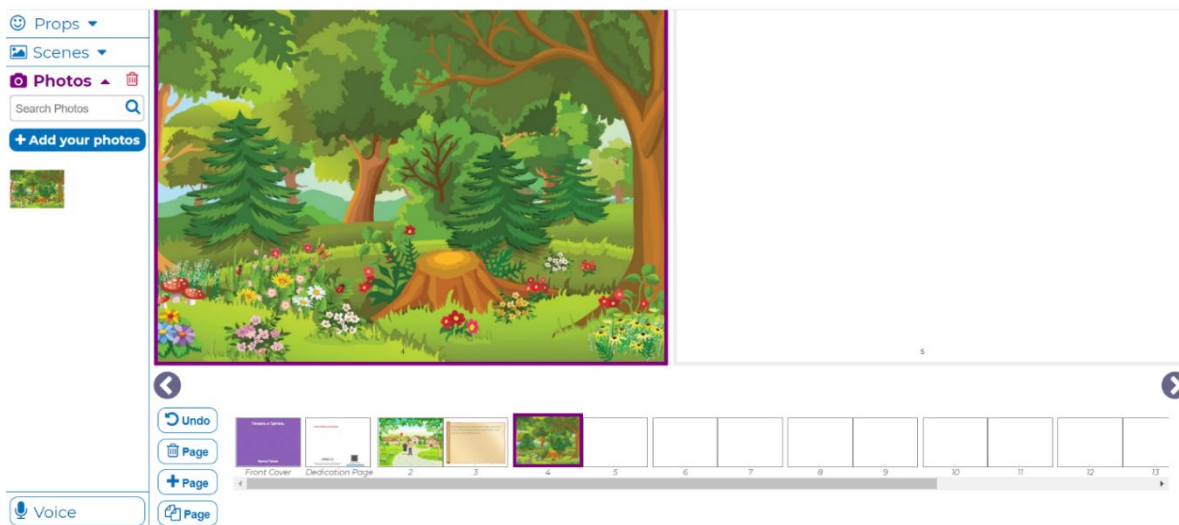 Props
Scenes
Photos
Search Photos
+ Add your photos
4
5
Undo
Page
+ Page
Page
Front Cover
Dedication Page
2
3
4
5
6
7
8
9
10
11
12
13
Voice